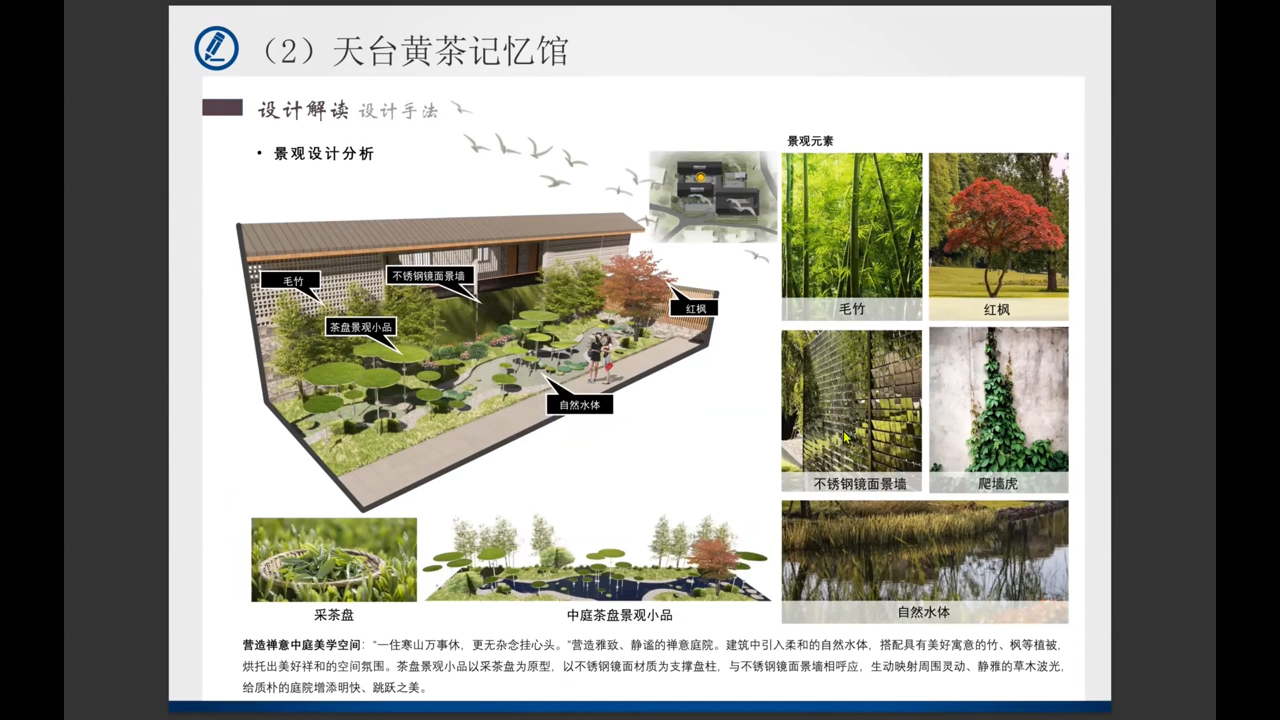 （2）天台黄茶记忆馆
设计解读 设计手法
• 景观设计分析
景观元素
毛竹
不锈钢镜面景墙
红枫
茶盘景观小品
自然水体
毛竹
红枫
不锈钢镜面景墙
爬墙虎
自然水体
采茶盘
中庭茶盘景观小品
营造禅意中庭美学空间：“一住寒山万事休，更无杂念挂心头。”营造雅致、静谧的禅意庭院。建筑中引入柔和的自然水体，搭配具有美好寓意的竹、枫等植被，
烘托出美好祥和的空间氛围。茶盘景观小品以采茶盘为原型，以不锈钢镜面材质为支撑盘柱，与不锈钢镜面景墙相呼应，生动映射周围灵动、静雅的草木波光，
给质朴的庭院增添明快、跳跃之美。